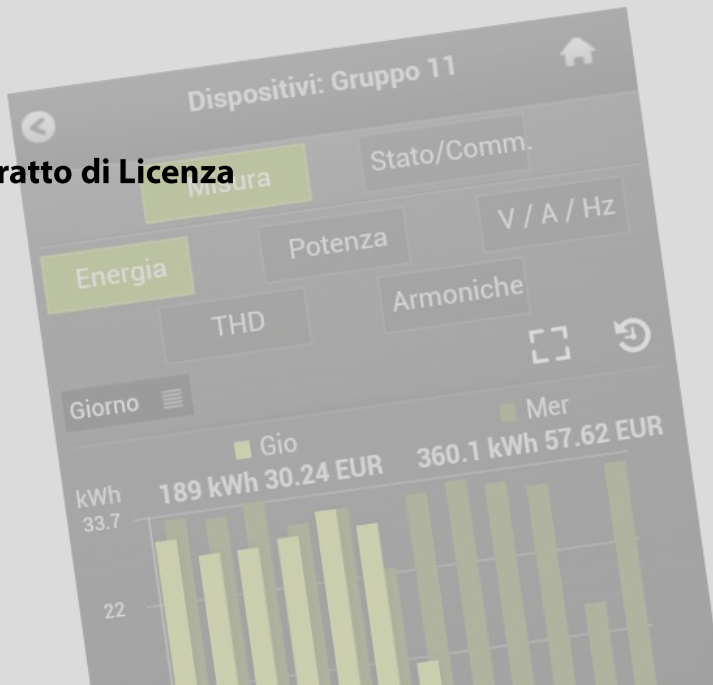 Dispositivi: Gruppo 11
ratto di Licenza
Misura
Stato/Comm.
Energia
Potenza
V / A / Hz
THD
Armoniche
Giorno
Gio
Mer
189 kWh 30.24 EUR
360.1 kWh 57.62 EUR
kWh
33.7
22